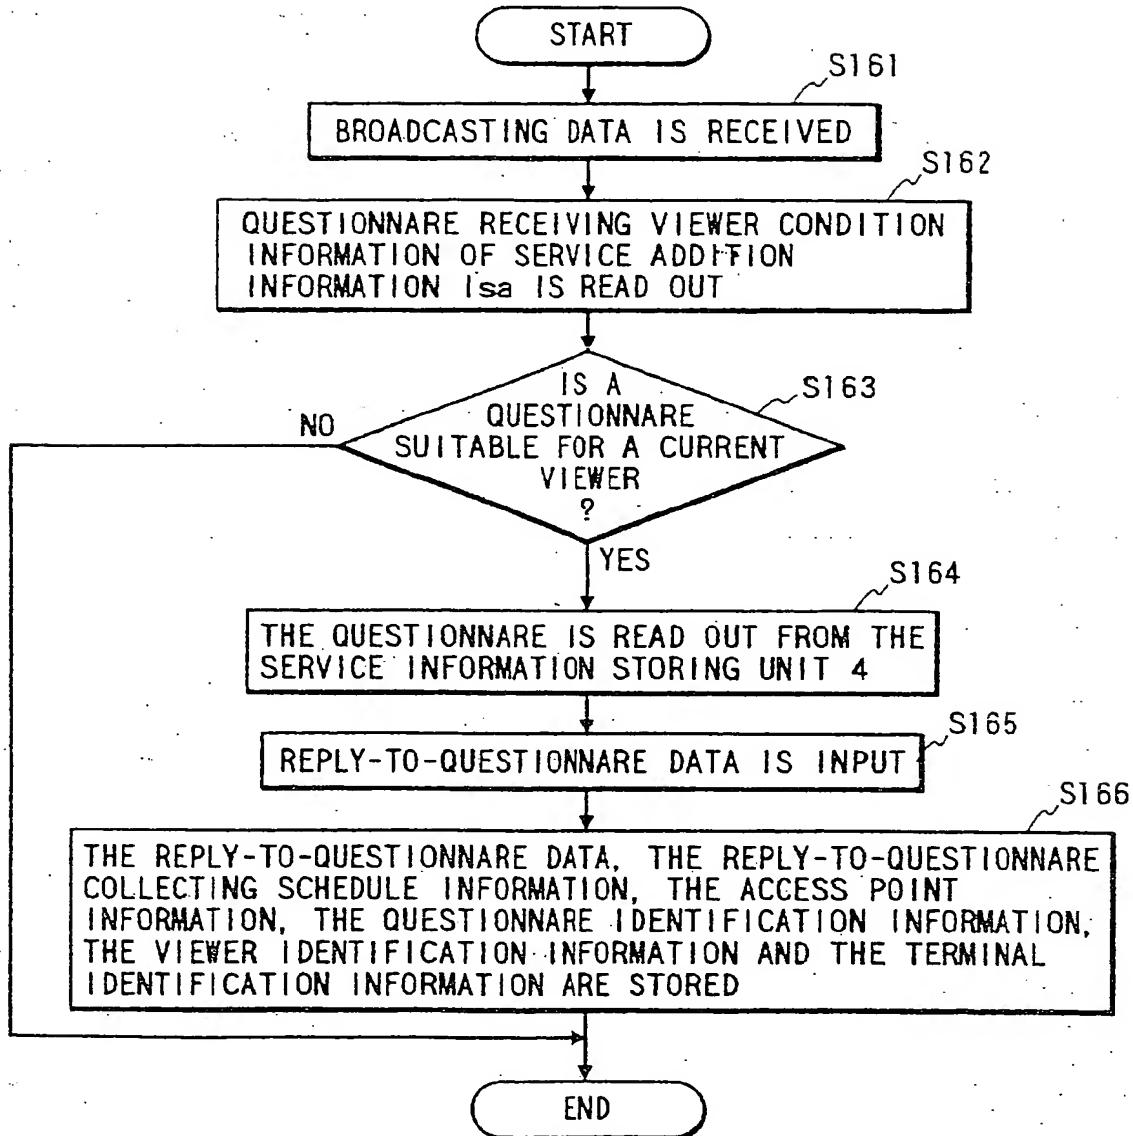 START
S161
BROADCASTING DATA IS RECEIVED
S162
QUESTIONNARE RECEIVING VIEWER CONDITION
INFORMATION OF SERVICE ADDITION
INFORMATION Isa IS READ OUT
S163
IS A
QUESTIONNARE
SUITABLE FOR A CURRENT
VIEWER
?
NO
YES
S164
THE QUESTIONNARE IS READ OUT FROM THE
SERVICE INFORMATION STORING UNIT 4
S165
REPLY-TO-QUESTIONNARE DATA IS INPUT
S166
THE REPLY-TO-QUESTIONNARE DATA, THE REPLY-TO-QUESTIONNARE
COLLECTING SCHEDULE INFORMATION, THE ACCESS POINT
INFORMATION, THE QUESTIONNARE IDENTIFICATION INFORMATION,
THE VIEWER IDENTIFICATION INFORMATION AND THE TERMINAL
IDENTIFICATION INFORMATION ARE STORED
END